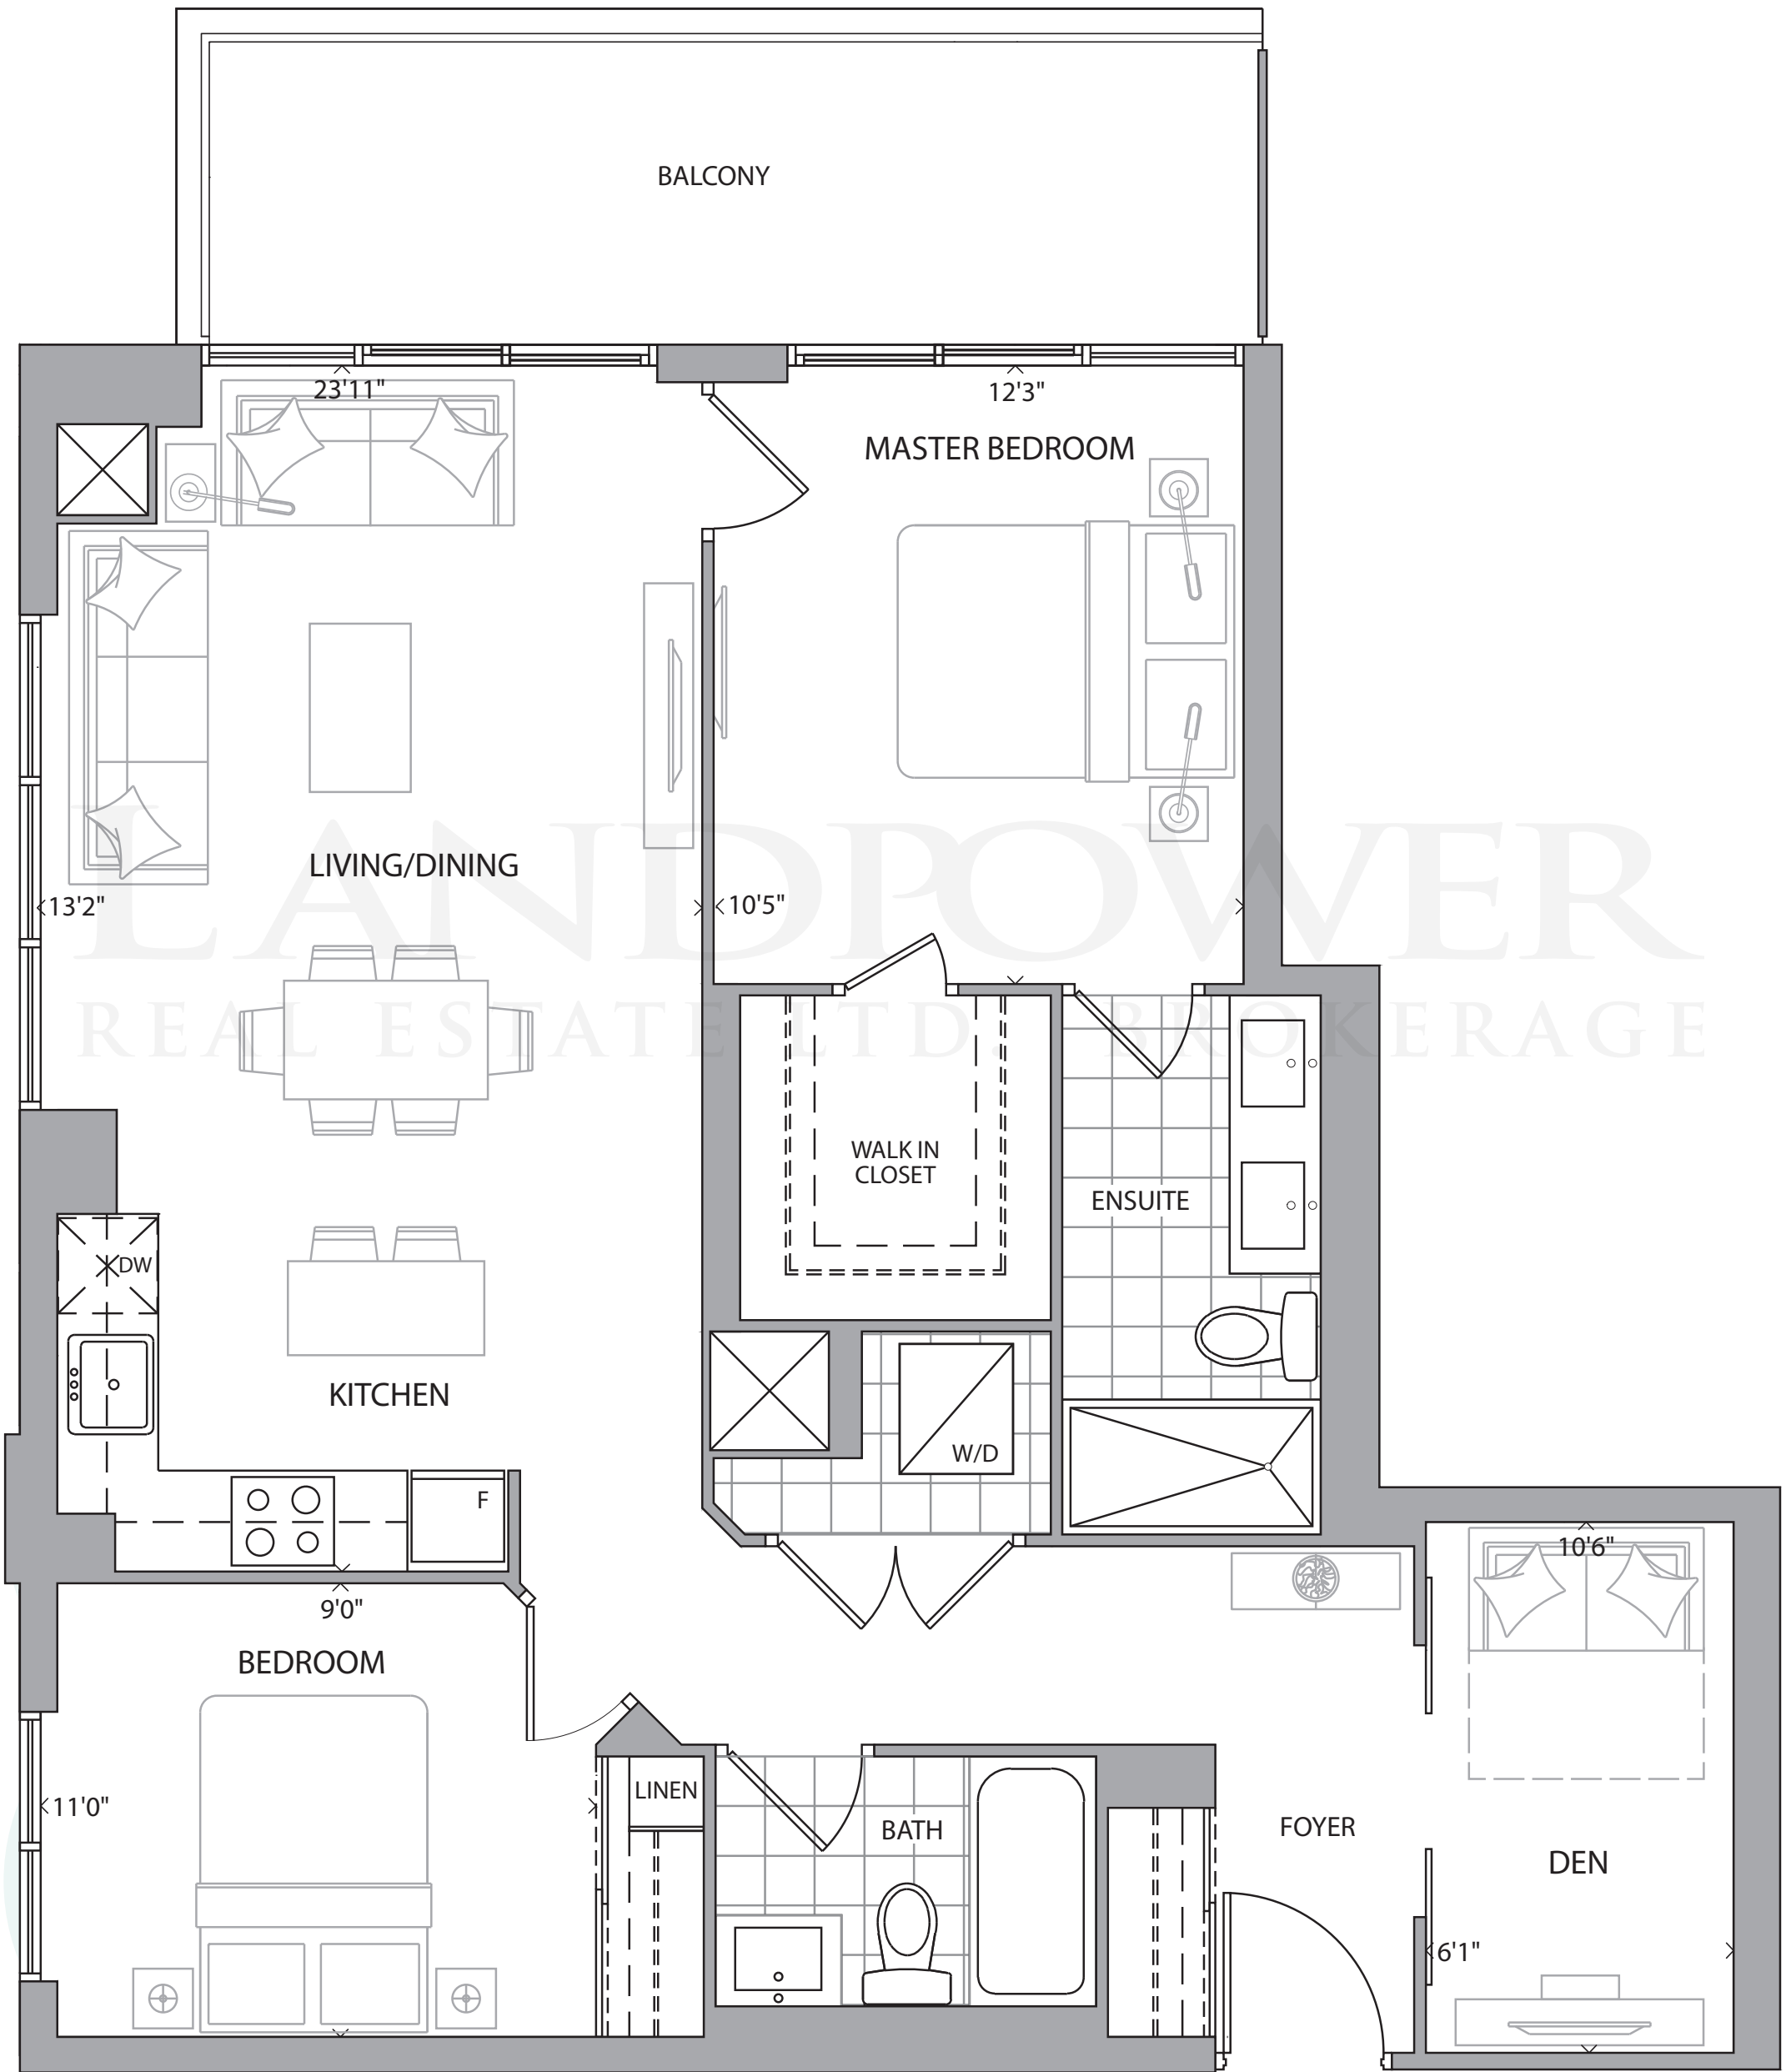 BALCONY
23'11"
12'3"
MASTER BEDROOM
LIVING/DINING
13'2"
10'5"
LANDPOWER
REAL ESTATE LTD. BROKERAGE
WALK IN
CLOSET
ENSUITE
DW
KITCHEN
W/D
F
10'6"
9'0"
BEDROOM
LINEN
11'0"
BATH
FOYER
DEN
6'1"